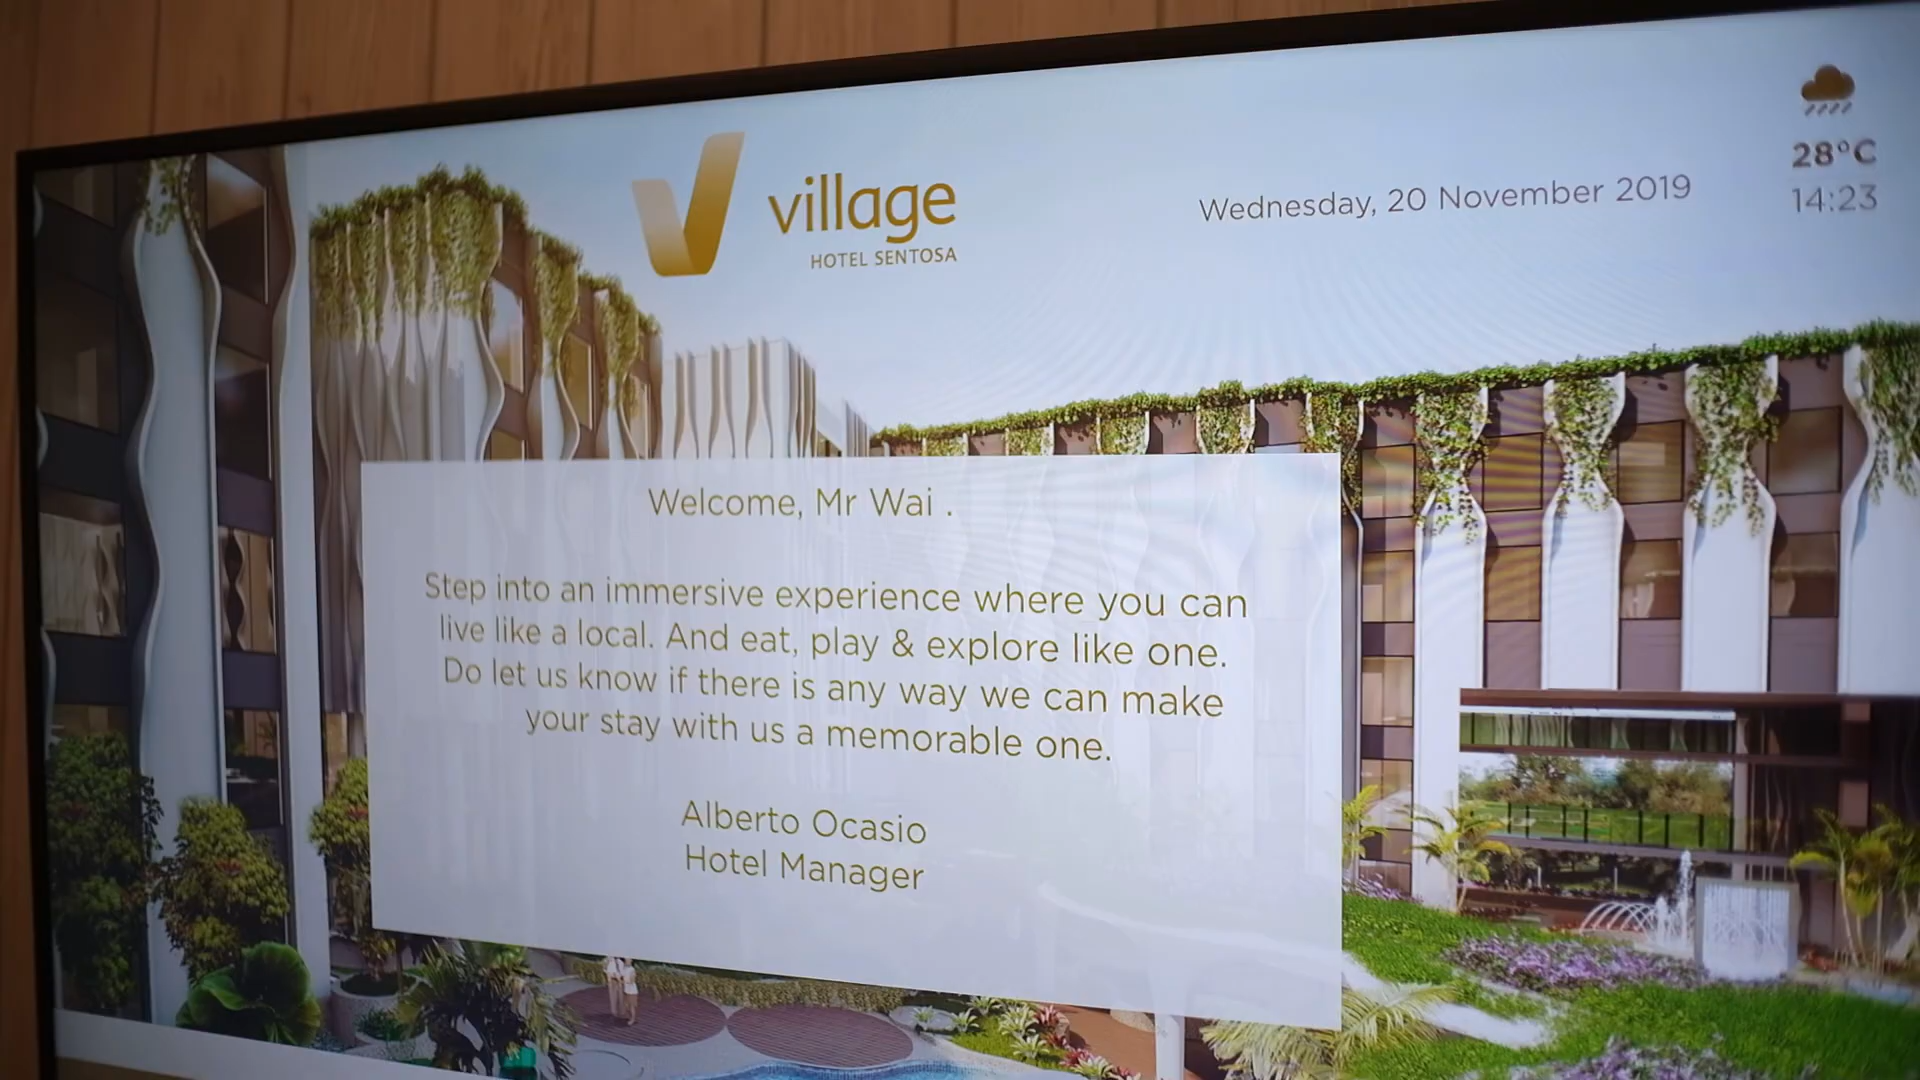 village
HOTEL SENTOSA
Wednesday, 20 November 2019
28°C
14:23
Welcome, Mr Wai .
Step into an immersive experience where you can
live like a local. And eat, play & explore like one.
Do let us know if there is any way we can make
your stay with us a memorable one.
Alberto Ocasio
Hotel Manager